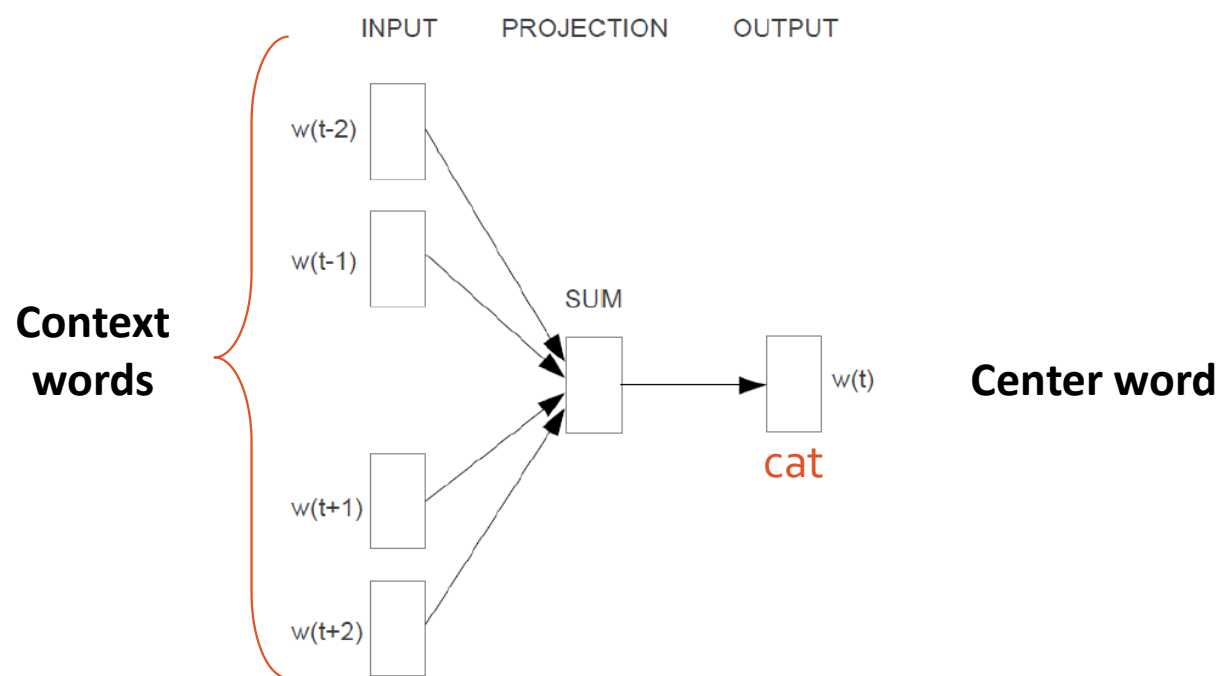 INPUT PROJECTION OUTPUT
w(t-2)
w(t-1)
SUM
Context
words
w(t)
Center word
cat
w(t+1)
w(t+2)